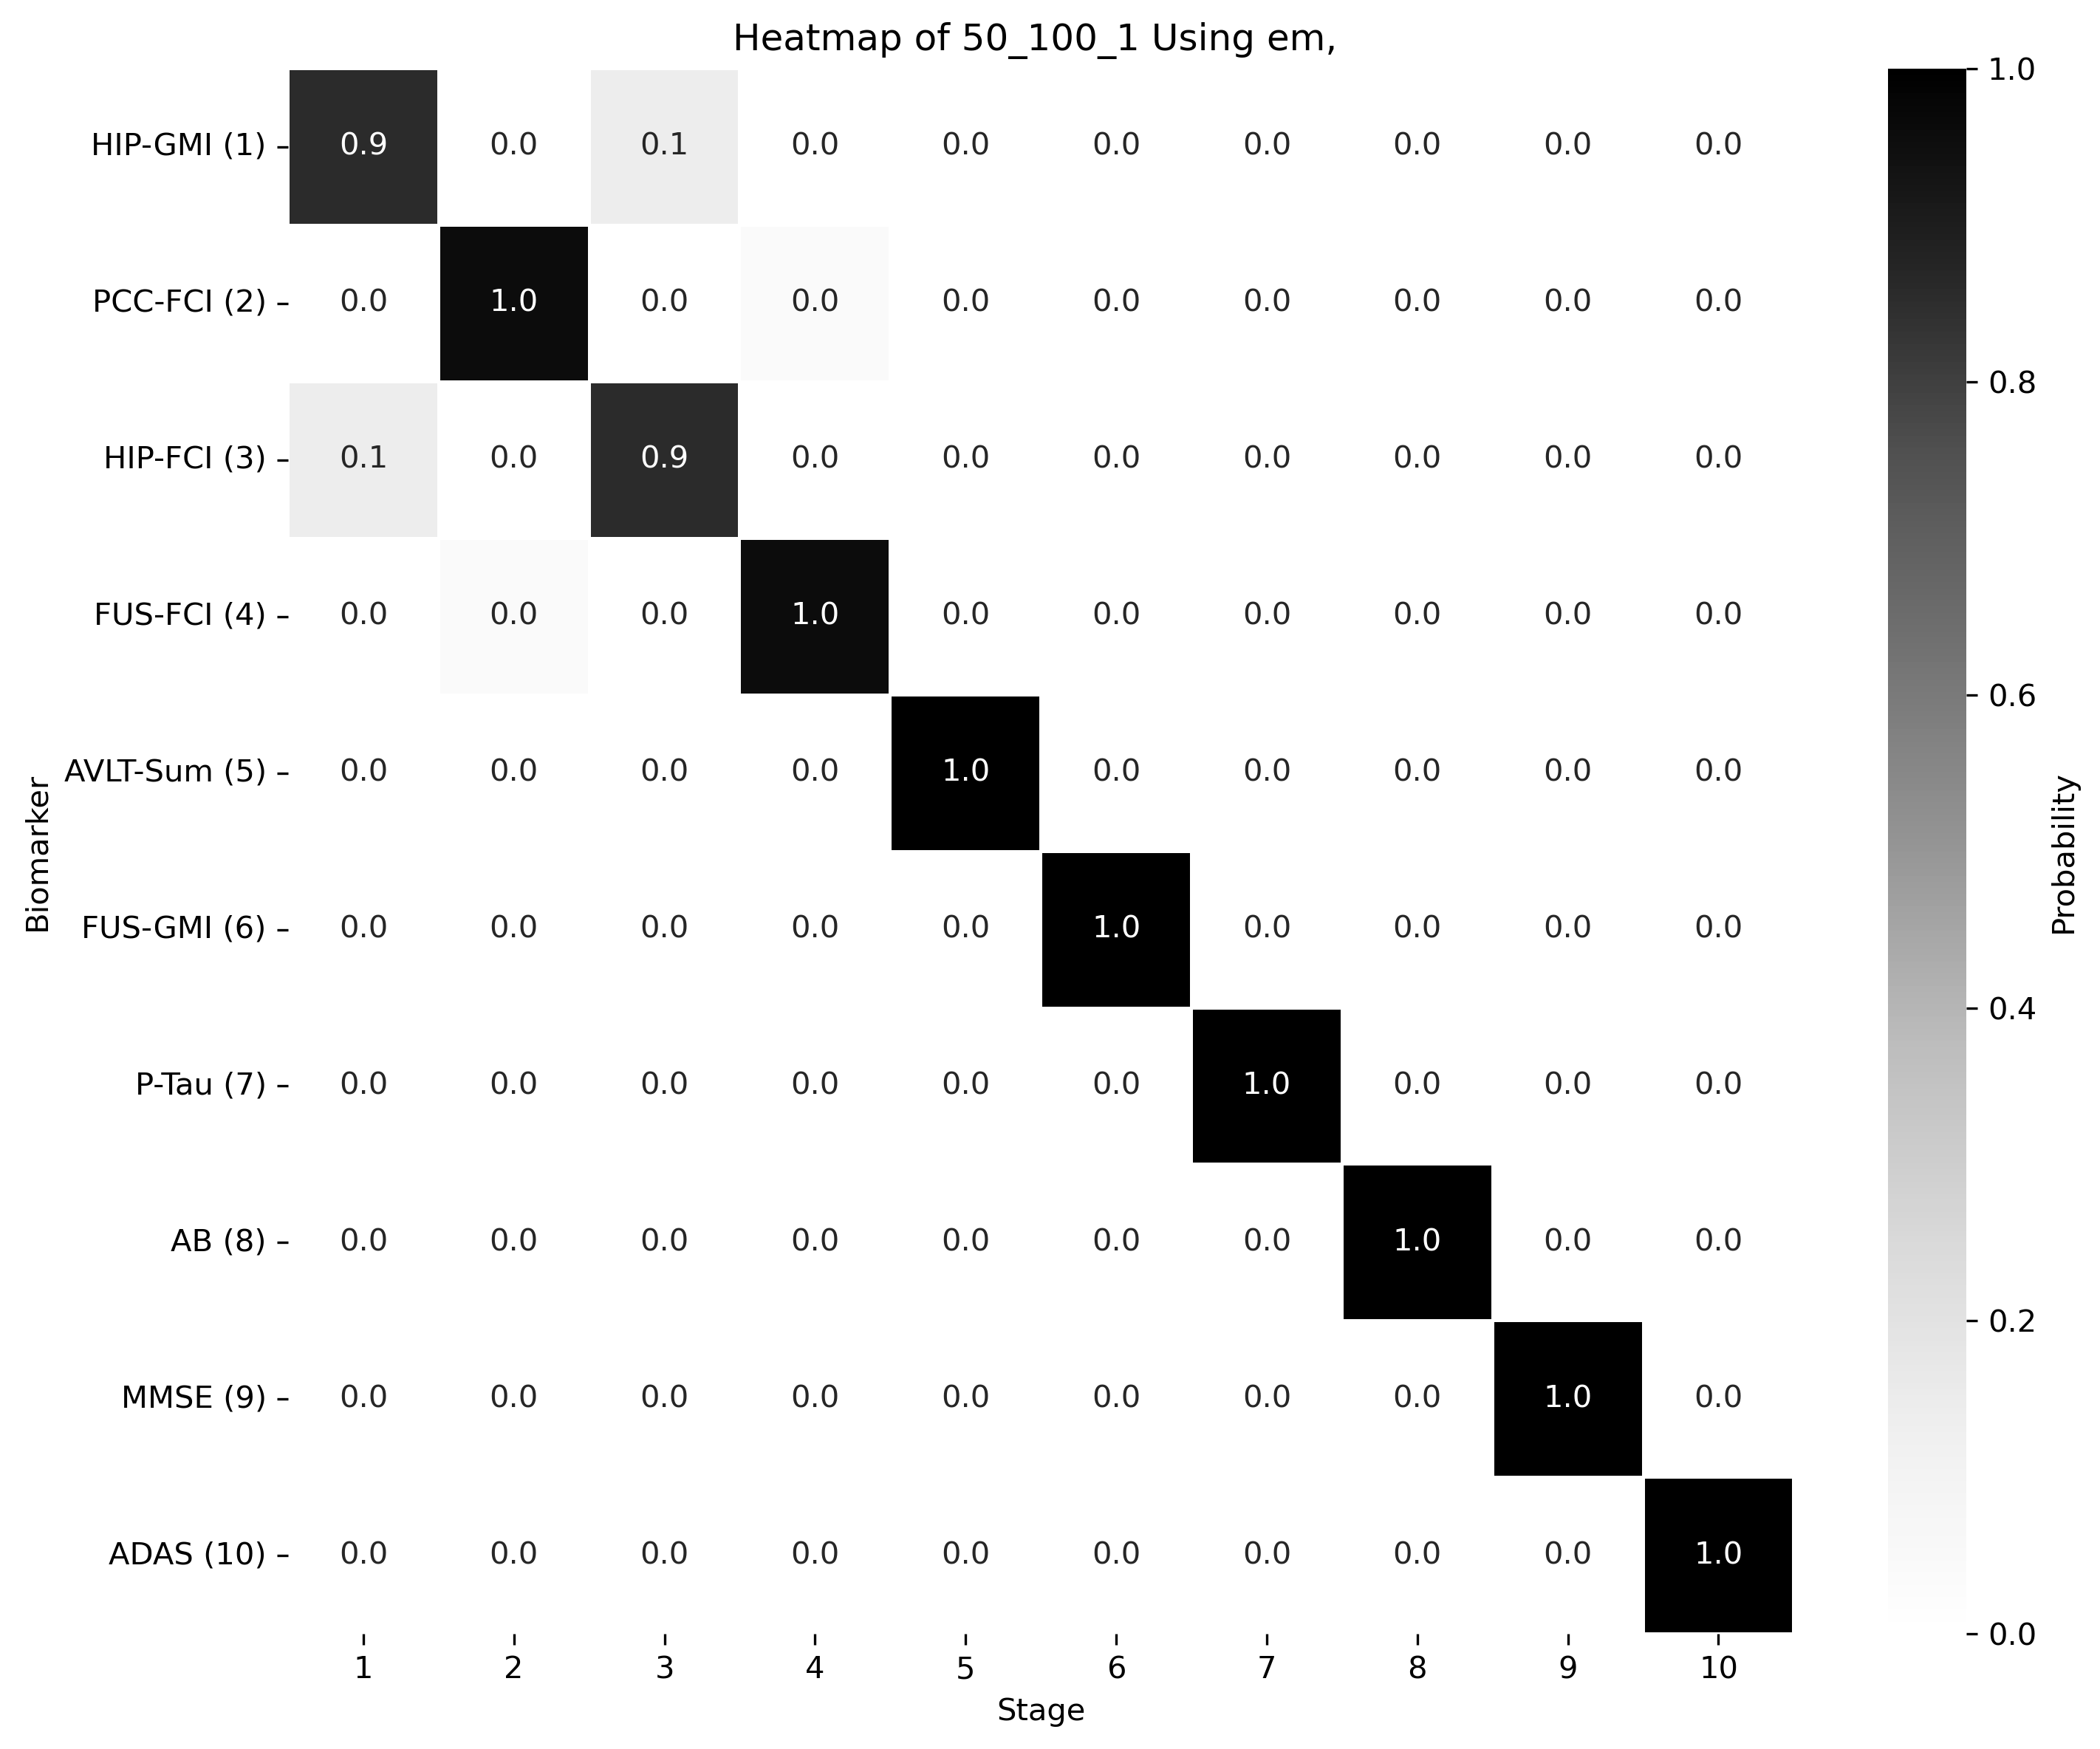 Heatmap of 50_100_1 Using em,
HIP-GMI (1) 0.9 0.0 0.1 0.0 0.0 0.0 0.0 0.0 0.0 0.0
PCC-FCI (2) 0.0 1.0 0.0 0.0 0.0 0.0 0.0 0.0 0.0 0.0
HIP-FCI (3) 0.1 0.0 0.9 0.0 0.0 0.0 0.0 0.0 0.0 0.0
FUS-FCI (4) 0.0 0.0 0.0 1.0 0.0 0.0 0.0 0.0 0.0 0.0
AVLT-Sum (5) 0.0 0.0 0.0 0.0 1.0 0.0 0.0 0.0 0.0 0.0
FUS-GMI (6) 0.0 0.0 0.0 0.0 0.0 1.0 0.0 0.0 0.0 0.0
P-Tau (7) 0.0 0.0 0.0 0.0 0.0 0.0 1.0 0.0 0.0 0.0
AB (8) 0.0 0.0 0.0 0.0 0.0 0.0 0.0 1.0 0.0 0.0
MMSE (9) 0.0 0.0 0.0 0.0 0.0 0.0 0.0 0.0 1.0 0.0
ADAS (10) 0.0 0.0 0.0 0.0 0.0 0.0 0.0 0.0 0.0 1.0
1 2 3 4 5 6 7 8 9 10
Stage
Biomarker
1.0
0.8
0.6
0.4
0.2
0.0
Probability